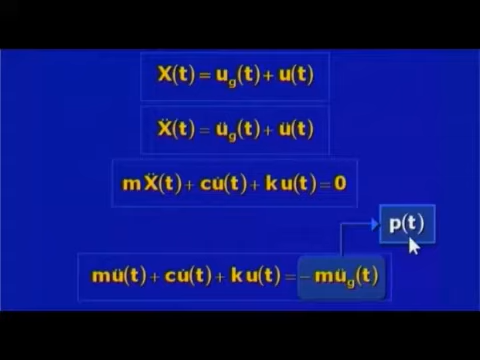 X(t) = u_g(t) + u(t)
Ẍ(t) = ü_g(t) + ü(t)
mẌ(t) + cu̇(t) + k u(t) = 0
p(t)
mü(t) + cu̇(t) + k u(t) = -mü_g(t)